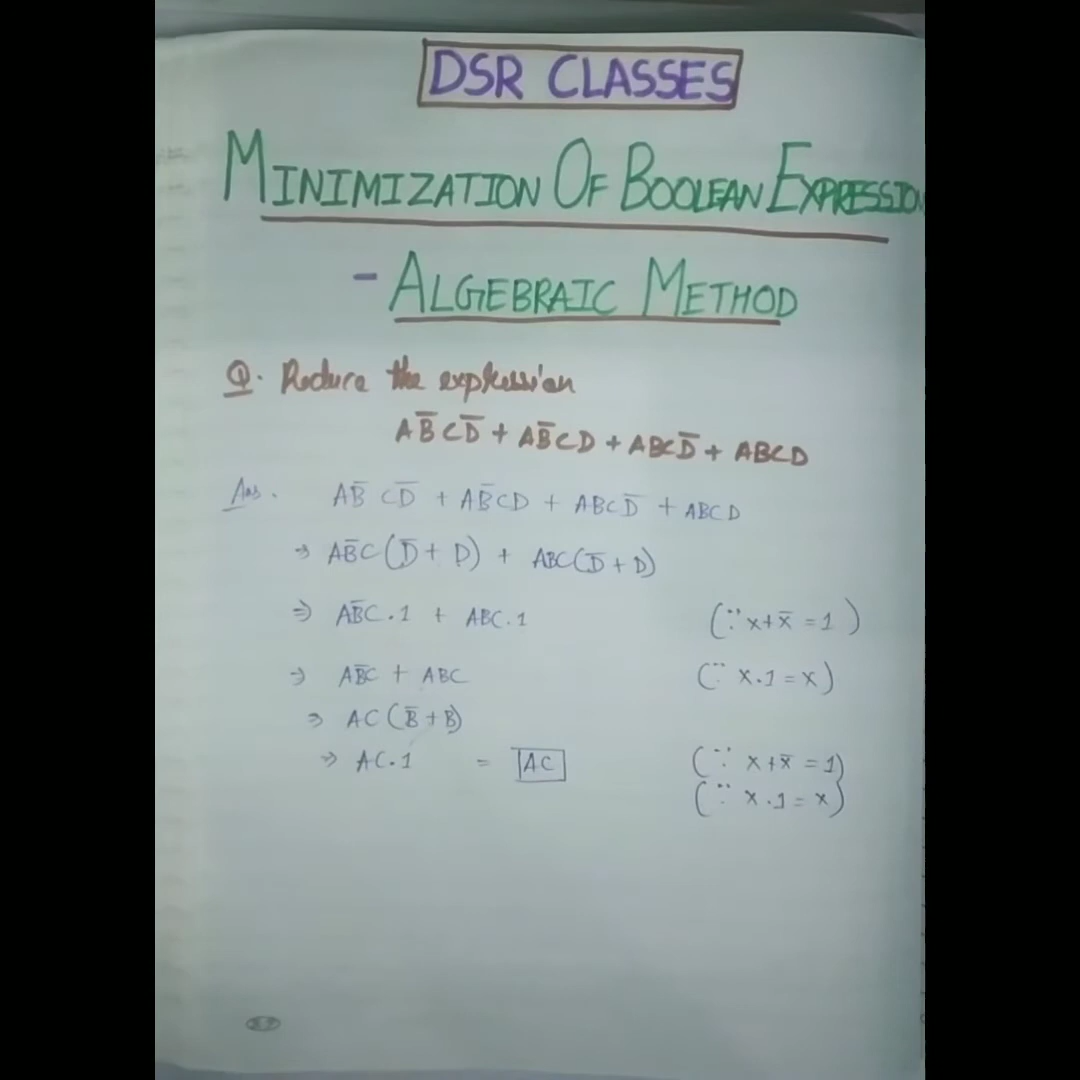 DSR CLASSES
MINIMIZATION OF BOOLEAN EXPRESSION
- ALGEBRAIC METHOD
Q. Reduce the expression
AB̅CD̅ + AB̅CD + ABCD̅ + ABCD
Ans. AB̅CD̅ + AB̅CD + ABCD̅ + ABCD
⇒ AB̅C(D̅ + D) + ABC(D̅ + D)
⇒ AB̅C.1 + ABC.1 (∵ x+x̅ = 1)
⇒ AB̅C + ABC (∵ x.1 = x)
⇒ AC(B̅ + B)
⇒ AC.1 = AC (∵ x+x̅ = 1)
(∵ x.1 = x)